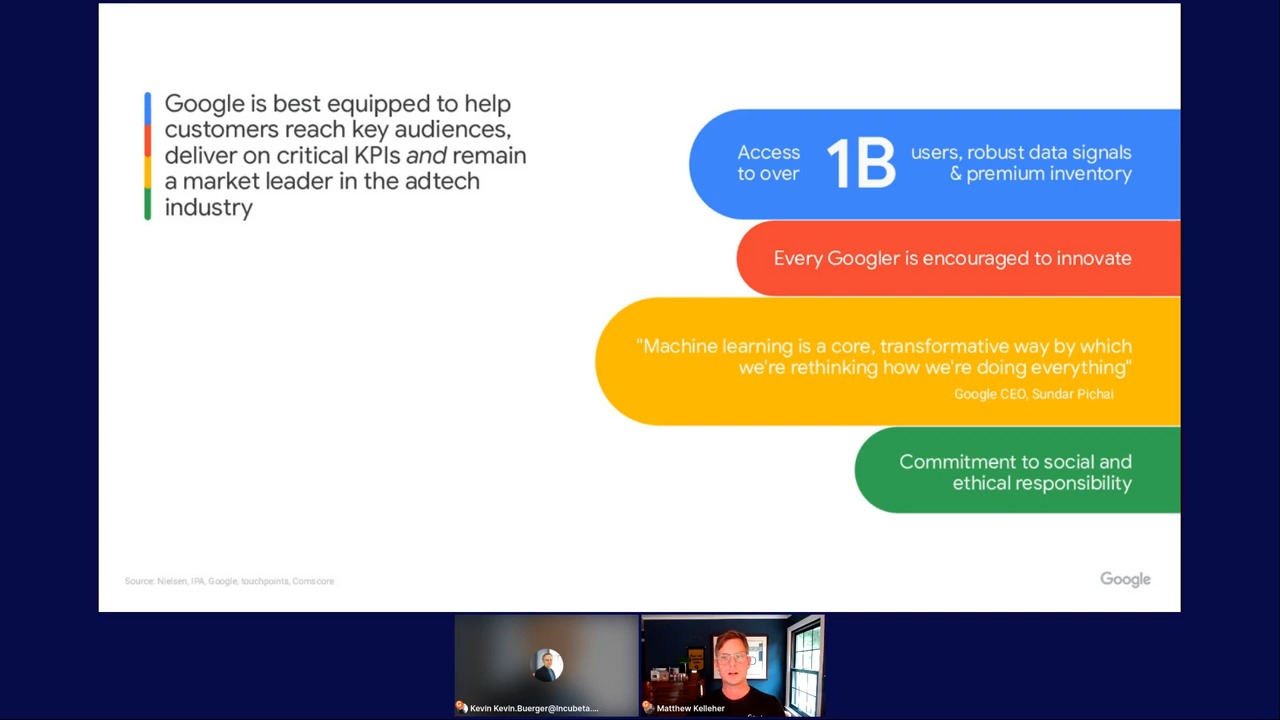 Google is best equipped to help
customers reach key audiences,
deliver on critical KPIs and remain
a market leader in the adtech
industry
Access
to over
1B
users, robust data signals
& premium inventory
Every Googler is encouraged to innovate
"Machine learning is a core, transformative way by which
we're rethinking how we're doing everything"
Google CEO, Sundar Pichai
Commitment to social and
ethical responsibility
Source: Nielsen, IPA, Google, touchpoints, Comscore
Google
Kevin Kevin.Buerger@Incubeta....
Matthew Kelleher